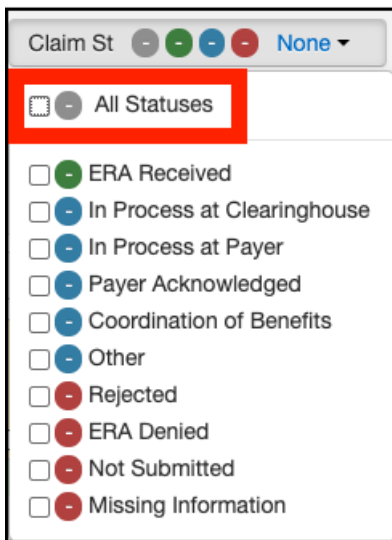 Claim St - - - - None
- All Statuses
- ERA Received
- In Process at Clearinghouse
- In Process at Payer
- Payer Acknowledged
- Coordination of Benefits
- Other
- Rejected
- ERA Denied
- Not Submitted
- Missing Information